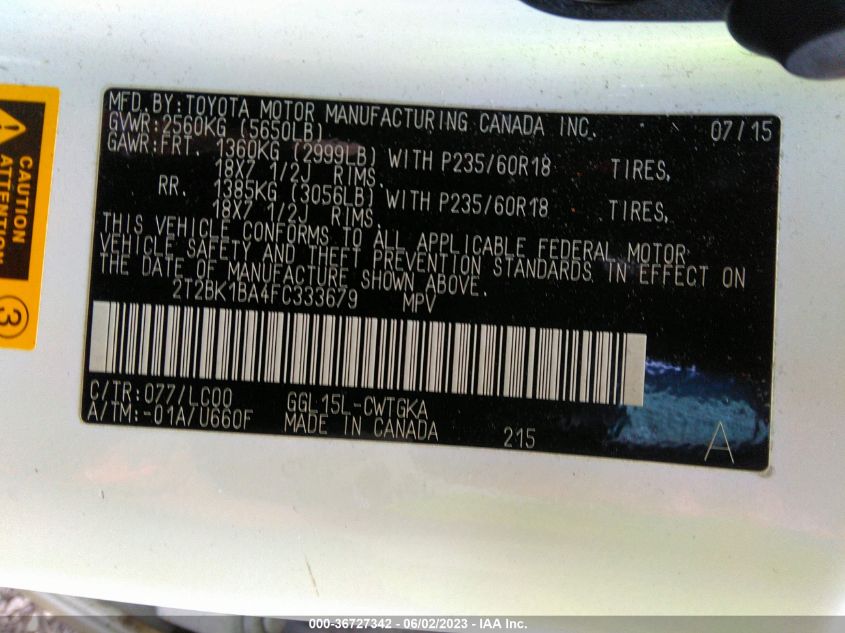 MFD.BY:TOYOTA MOTOR MANUFACTURING CANADA INC. 07/15
GVWR:2560KG (5650LB)
GAWR:FRT. 1360KG (2999LB) WITH P235/60R18 TIRES,
18X7 1/2J RIMS.
RR. 1385KG (3056LB) WITH P235/60R18 TIRES,
18X7 1/2J RIMS.
THIS VEHICLE CONFORMS TO ALL APPLICABLE FEDERAL MOTOR
VEHICLE SAFETY AND THEFT PREVENTION STANDARDS IN EFFECT ON
THE DATE OF MANUFACTURE SHOWN ABOVE.
2T2BK1BA4FC333679 MPV
C/TR:077/LC00 GGL15L-CWTGKA
A/TM:-01A/U660F MADE IN CANADA 215 A
ATTENTION
3
000-36727342 - 06/02/2023 - IAA Inc.